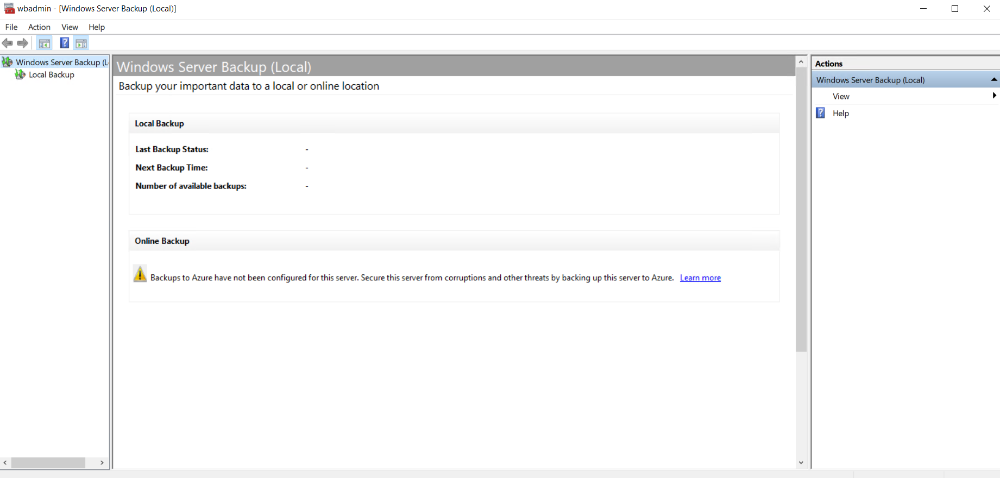 wbadmin - [Windows Server Backup (Local)]
File Action View Help
Windows Server Backup (L
Local Backup
Windows Server Backup (Local)
Backup your important data to a local or online location
Local Backup
Last Backup Status: -
Next Backup Time: -
Number of available backups: -
Online Backup
Backups to Azure have not been configured for this server. Secure this server from corruptions and other threats by backing up this server to Azure. Learn more
Actions
Windows Server Backup (Local)
View
Help